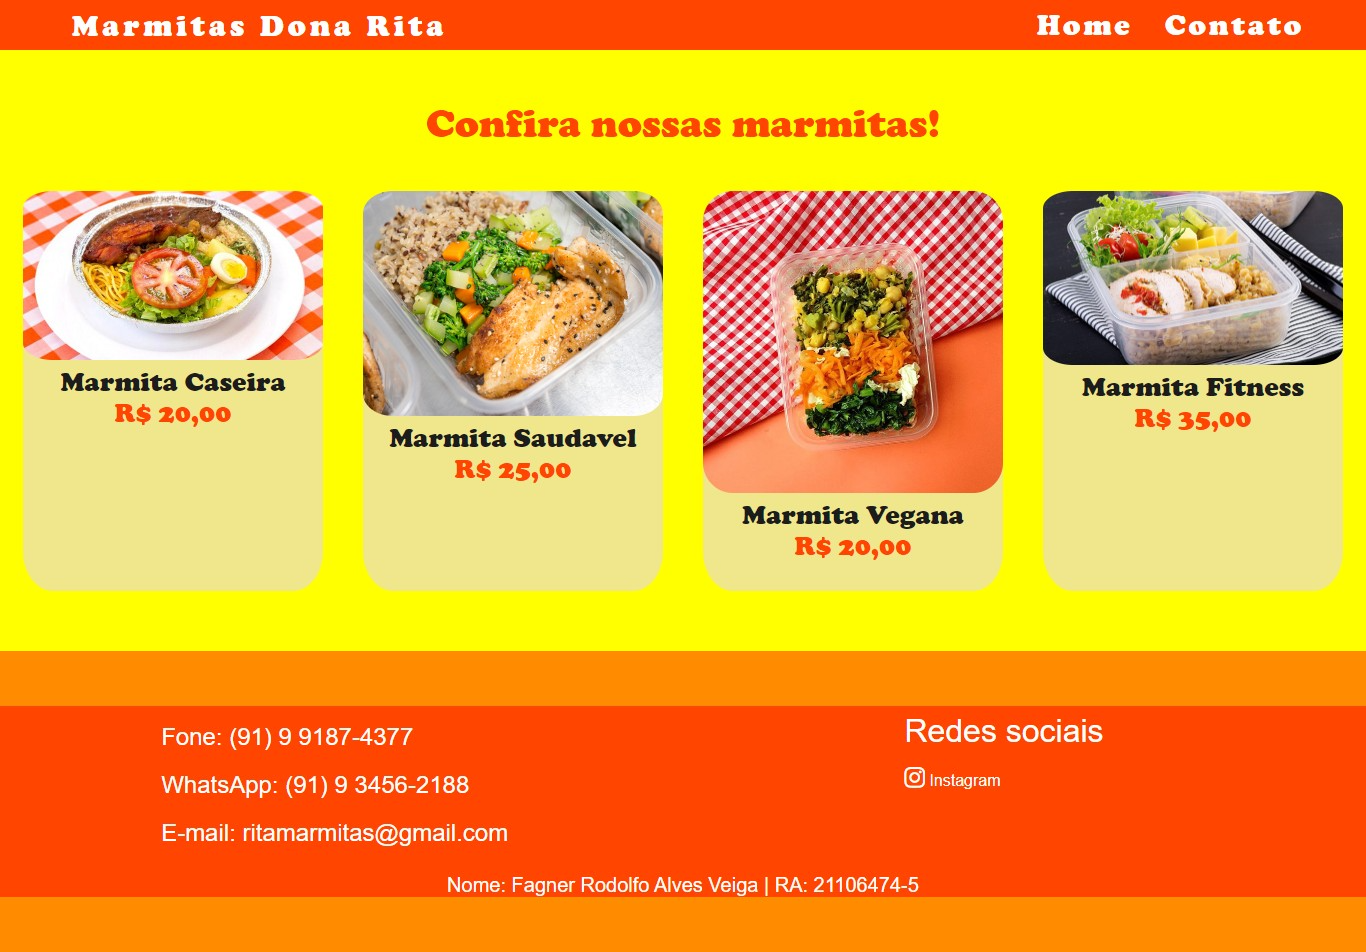 Marmitas Dona Rita
Home Contato
Confira nossas marmitas!
Marmita Caseira
R$ 20,00
Marmita Saudavel
R$ 25,00
Marmita Vegana
R$ 20,00
Marmita Fitness
R$ 35,00
Fone: (91) 9 9187-4377
WhatsApp: (91) 9 3456-2188
E-mail: ritamarmitas@gmail.com
Redes sociais
Instagram
Nome: Fagner Rodolfo Alves Veiga | RA: 21106474-5